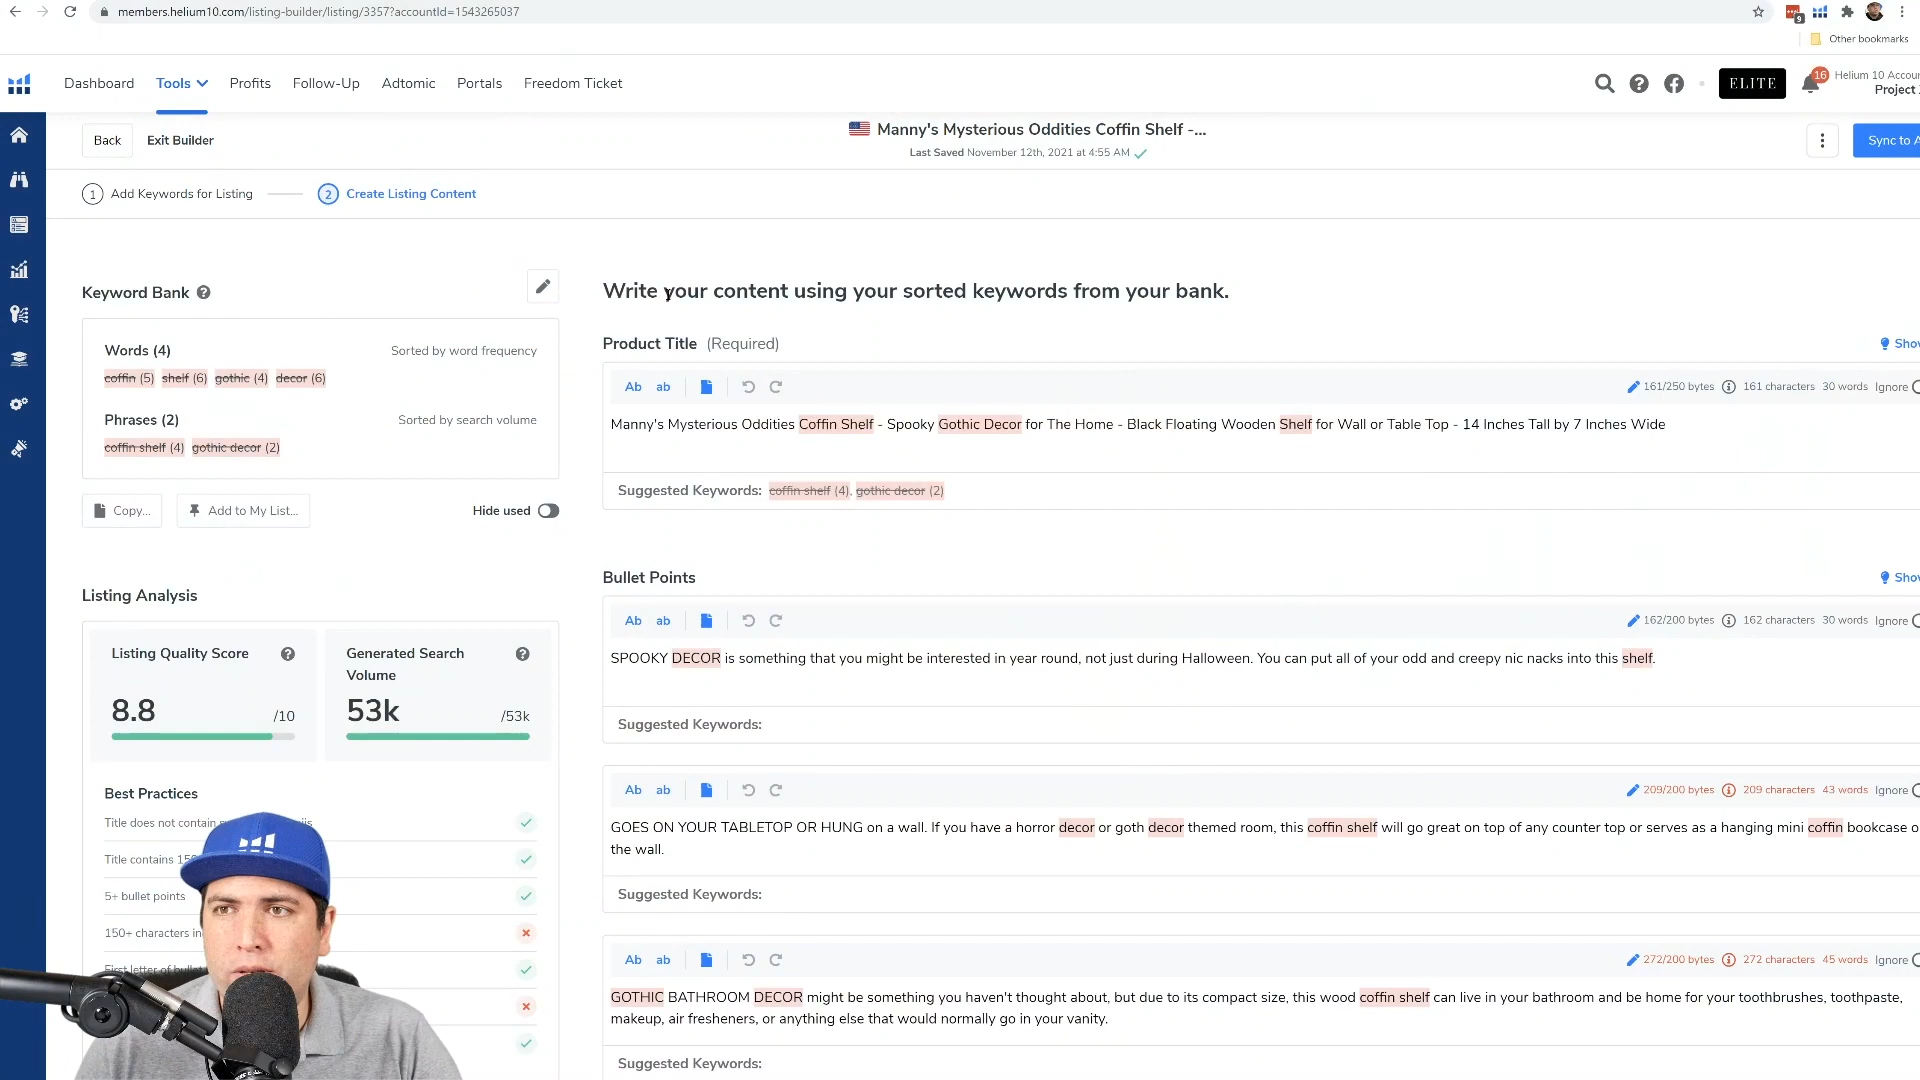 members.helium10.com/listing-builder/listing/3357?accountId=1543265037
9
Other bookmarks
Dashboard Tools Profits Follow-Up Adtomic Portals Freedom Ticket
ELITE
16
Helium 10 Accou
Project
Back Exit Builder
Manny's Mysterious Oddities Coffin Shelf -...
Last Saved November 12th, 2021 at 4:55 AM
Sync to A
1 Add Keywords for Listing
2 Create Listing Content
Keyword Bank
Words (4) Sorted by word frequency
coffin (5) shelf (6) gothic (4) decor (6)
Phrases (2) Sorted by search volume
coffin shelf (4) gothic decor (2)
Copy... Add to My List... Hide used
Listing Analysis
Listing Quality Score
8.8 /10
Generated Search Volume
53k /53k
Best Practices
Title does not contain
Title contains
5+ bullet points
150+ characters in
First letter of
Write your content using your sorted keywords from your bank.
Product Title (Required)
Ab ab 161/250 bytes 161 characters 30 words Ignore
Manny's Mysterious Oddities Coffin Shelf - Spooky Gothic Decor for The Home - Black Floating Wooden Shelf for Wall or Table Top - 14 Inches Tall by 7 Inches Wide
Suggested Keywords: coffin shelf (4), gothic decor (2)
Bullet Points
Ab ab 162/200 bytes 162 characters 30 words Ignore
SPOOKY DECOR is something that you might be interested in year round, not just during Halloween. You can put all of your odd and creepy nic nacks into this shelf.
Suggested Keywords:
Ab ab 209/200 bytes 209 characters 43 words Ignore
GOES ON YOUR TABLETOP OR HUNG on a wall. If you have a horror decor or goth decor themed room, this coffin shelf will go great on top of any counter top or serves as a hanging mini coffin bookcase o
the wall.
Suggested Keywords:
Ab ab 272/200 bytes 272 characters 45 words Ignore
GOTHIC BATHROOM DECOR might be something you haven't thought about, but due to its compact size, this wood coffin shelf can live in your bathroom and be home for your toothbrushes, toothpaste,
makeup, air fresheners, or anything else that would normally go in your vanity.
Suggested Keywords: